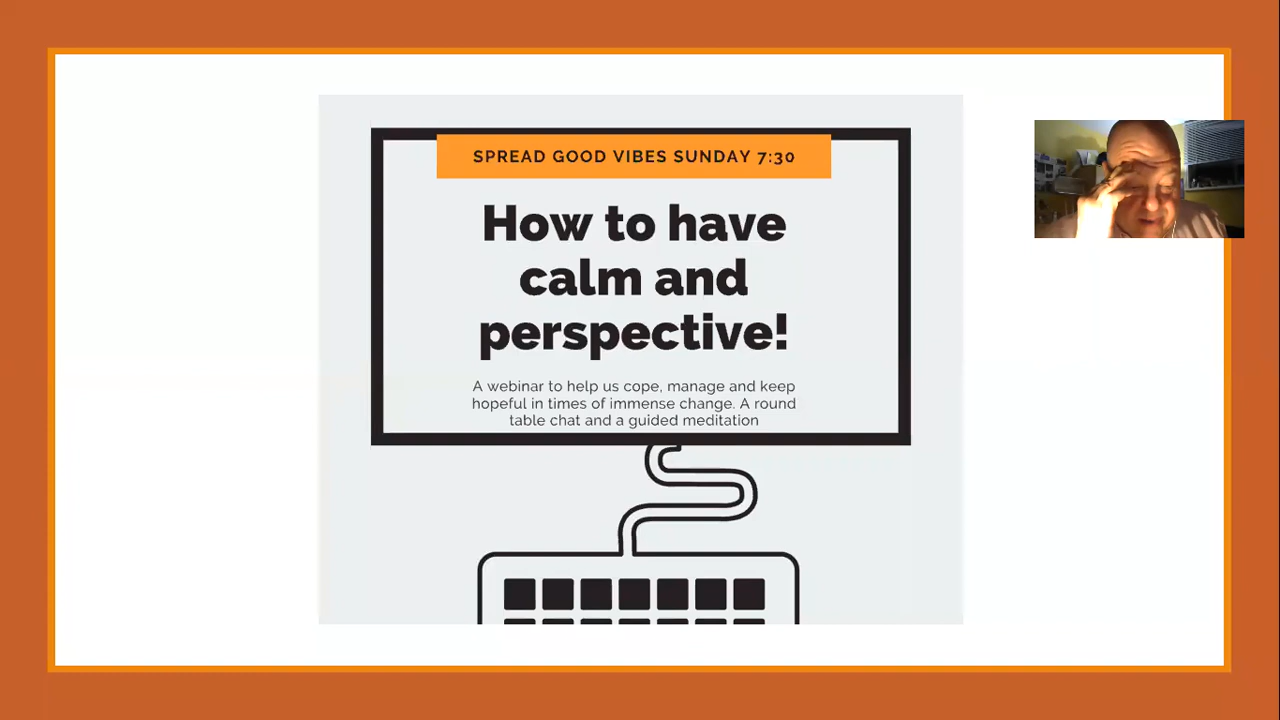 SPREAD GOOD VIBES SUNDAY 7:30
How to have
calm and
perspective!
A webinar to help us cope, manage and keep
hopeful in times of immense change. A round
table chat and a guided meditation